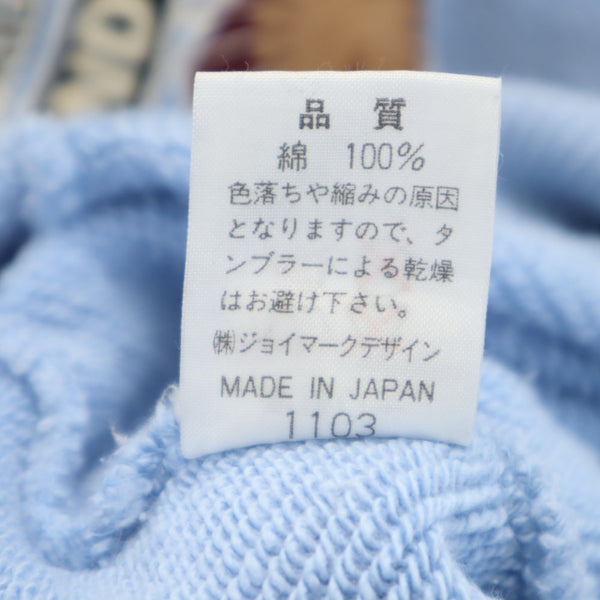 品 質
綿 100%
色落ちや縮みの原因
となりますので、タ
ンブラーによる乾燥
はお避け下さい。
㈱ジョイマークデザイン
MADE IN JAPAN
1103